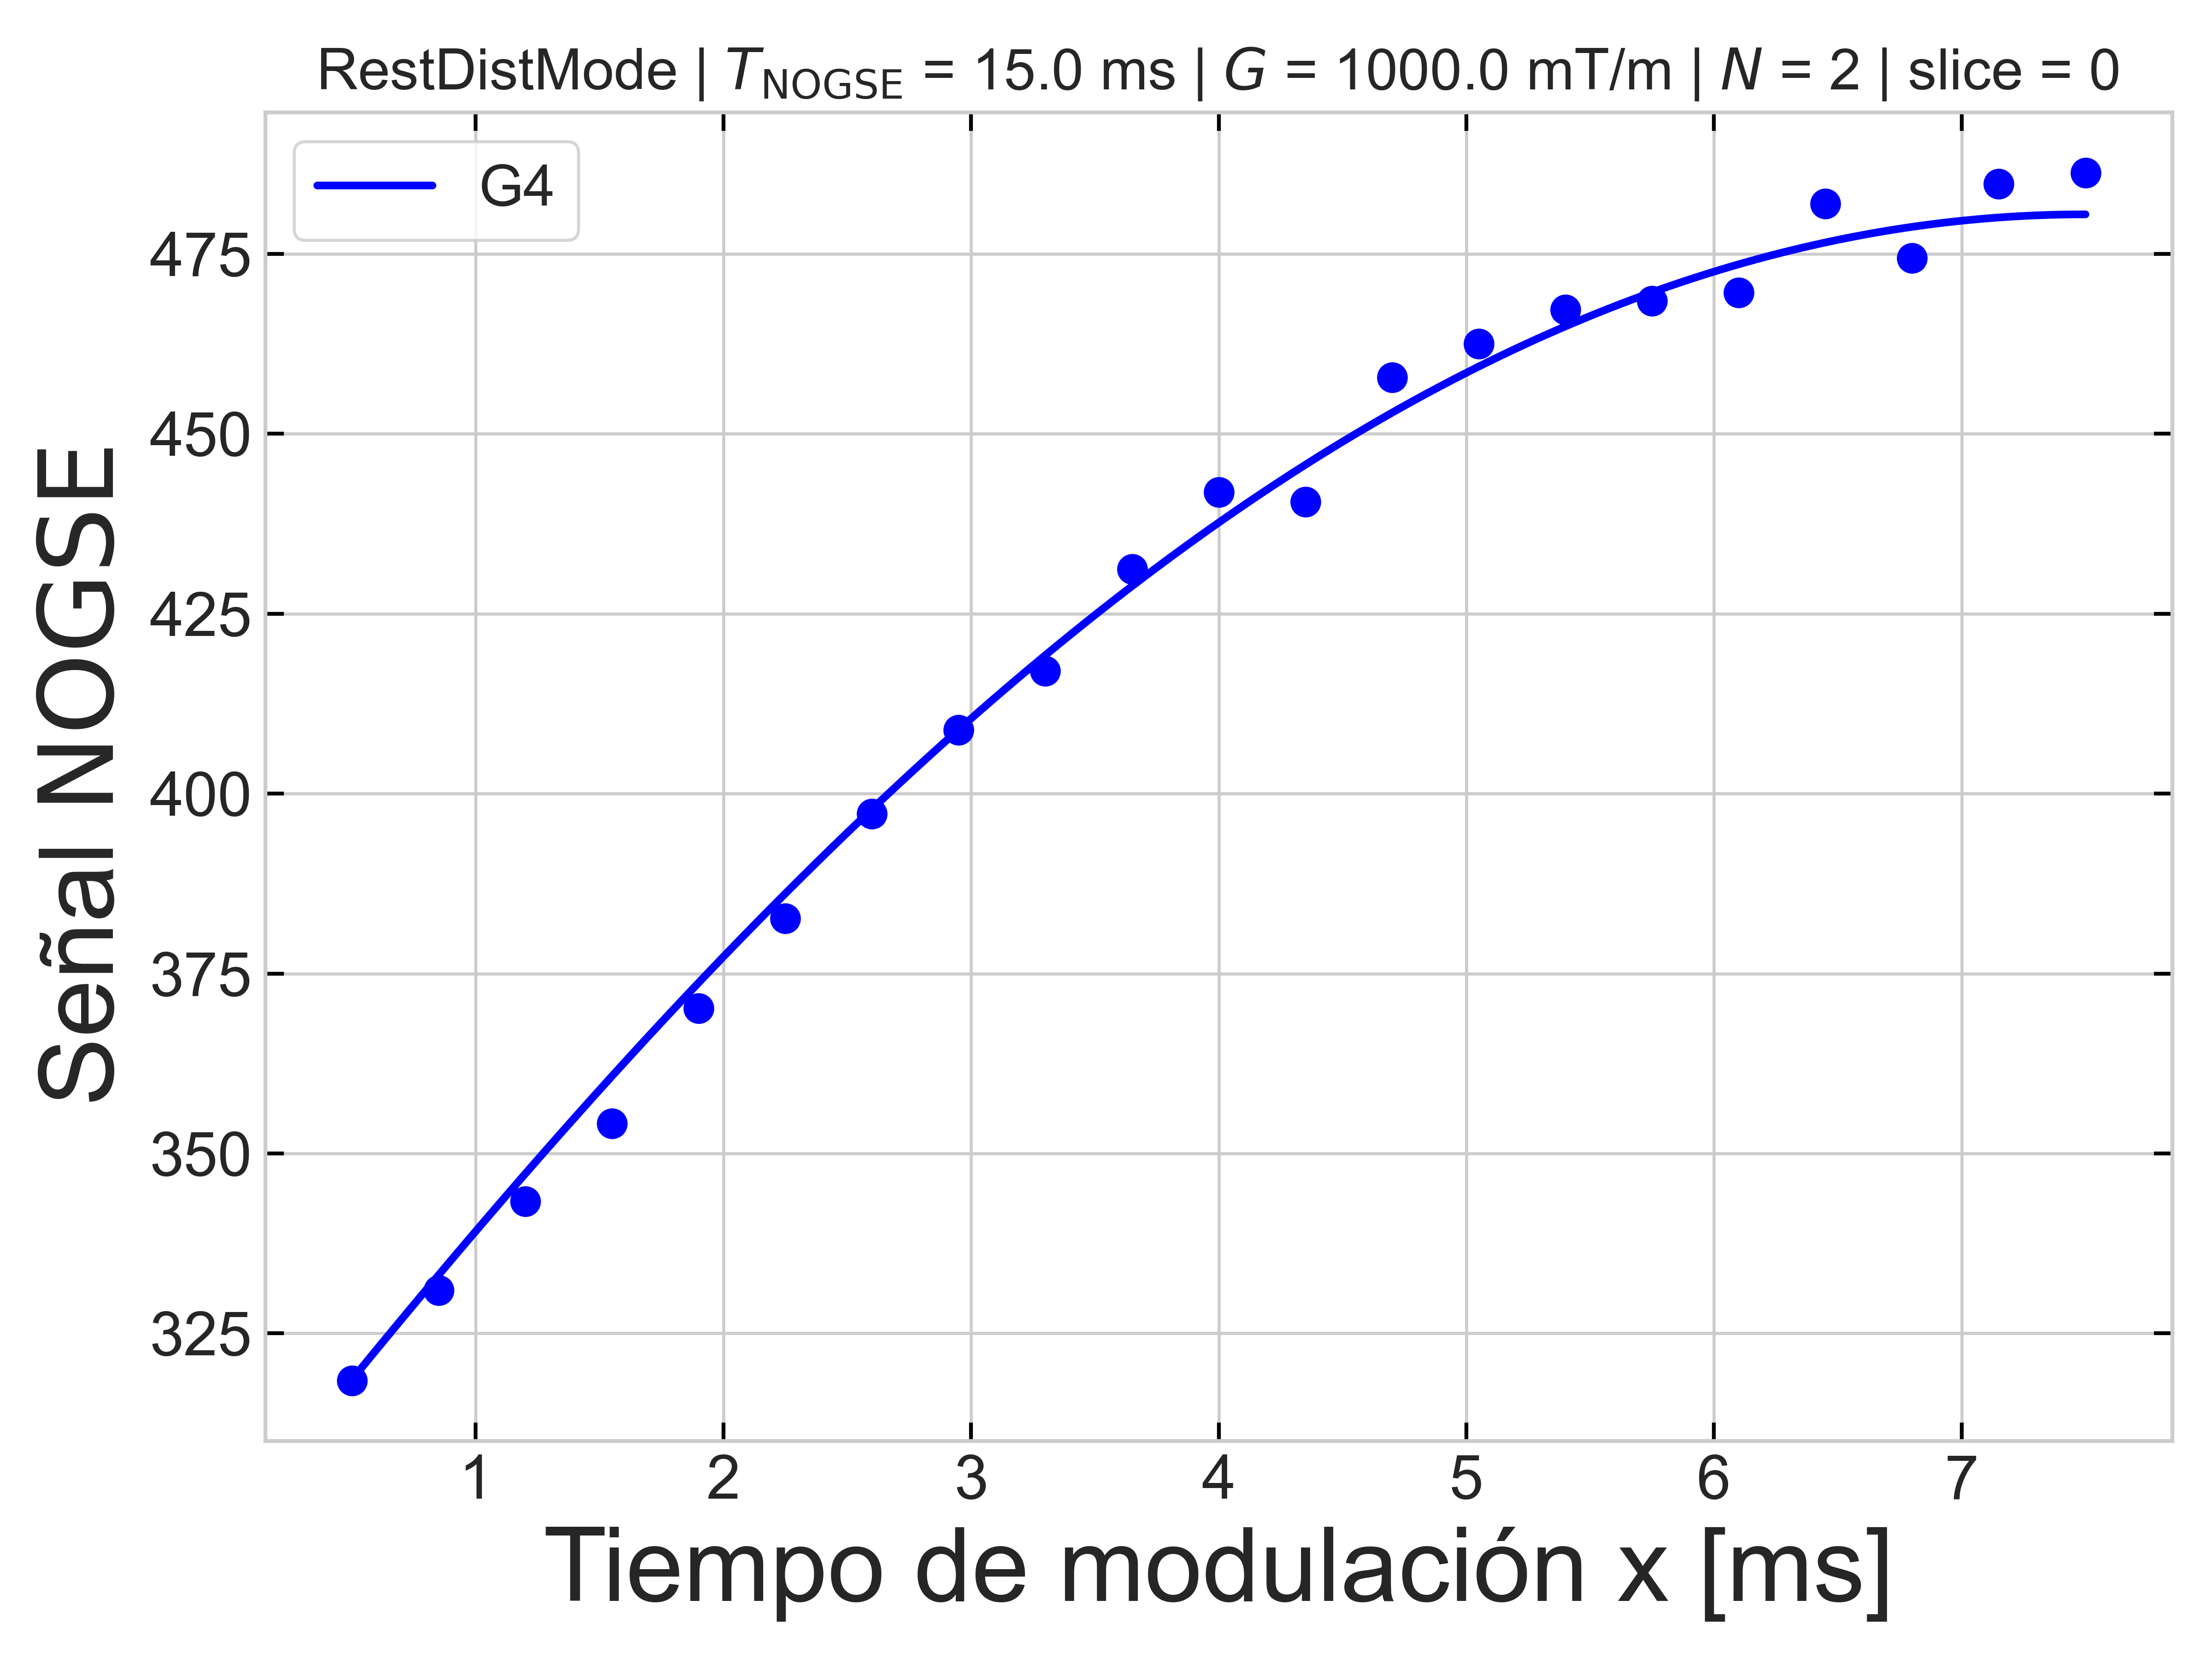 RestDistMode | T_NOGSE = 15.0 ms | G = 1000.0 mT/m | N = 2 | slice = 0
G4
Señal NOGSE
475
450
425
400
375
350
325
1 2 3 4 5 6 7
Tiempo de modulación x [ms]